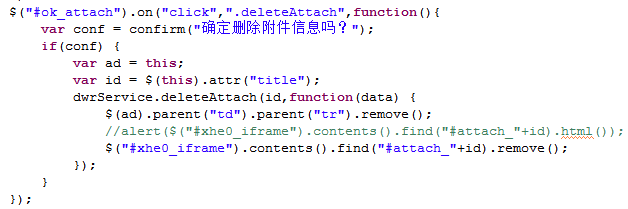 $("#ok_attach").on("click",".deleteAttach",function(){
    var conf = confirm("确定删除附件信息吗？");
    if(conf) {
        var ad = this;
        var id = $(this).attr("title");
        dwrService.deleteAttach(id,function(data) {
            $(ad).parent("td").parent("tr").remove();
            //alert($("#xhe0_iframe").contents().find("#attach_"+id).html());
            $("#xhe0_iframe").contents().find("#attach_"+id).remove();
        });
    }
});